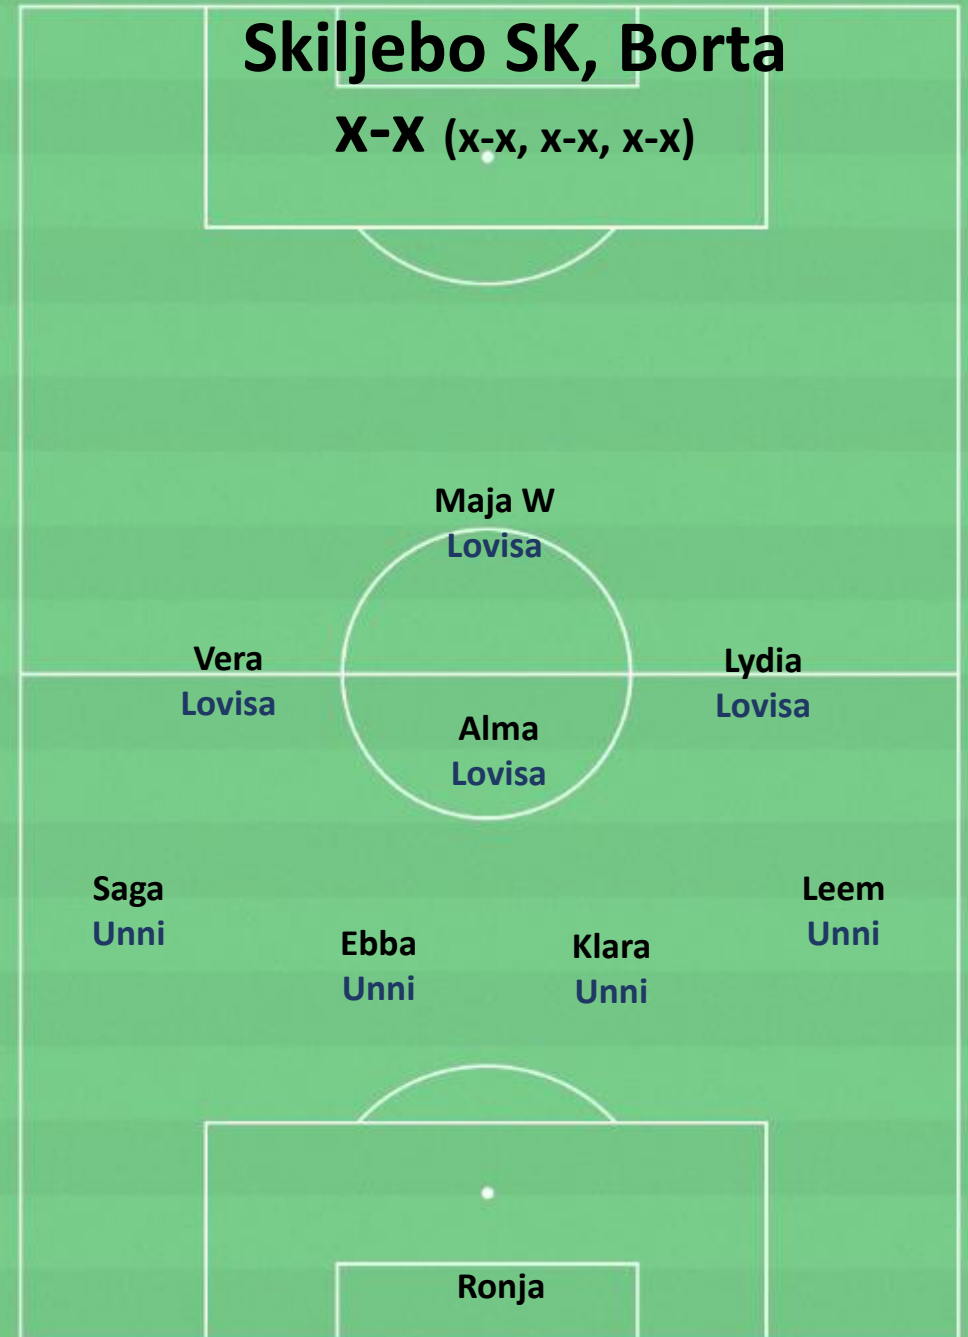 Skiljebo SK, Borta
x-x (x-x, x-x, x-x)
Maja W
Lovisa
Vera
Lovisa
Lydia
Lovisa
Alma
Lovisa
Saga
Unni
Leem
Unni
Ebba
Unni
Klara
Unni
Ronja